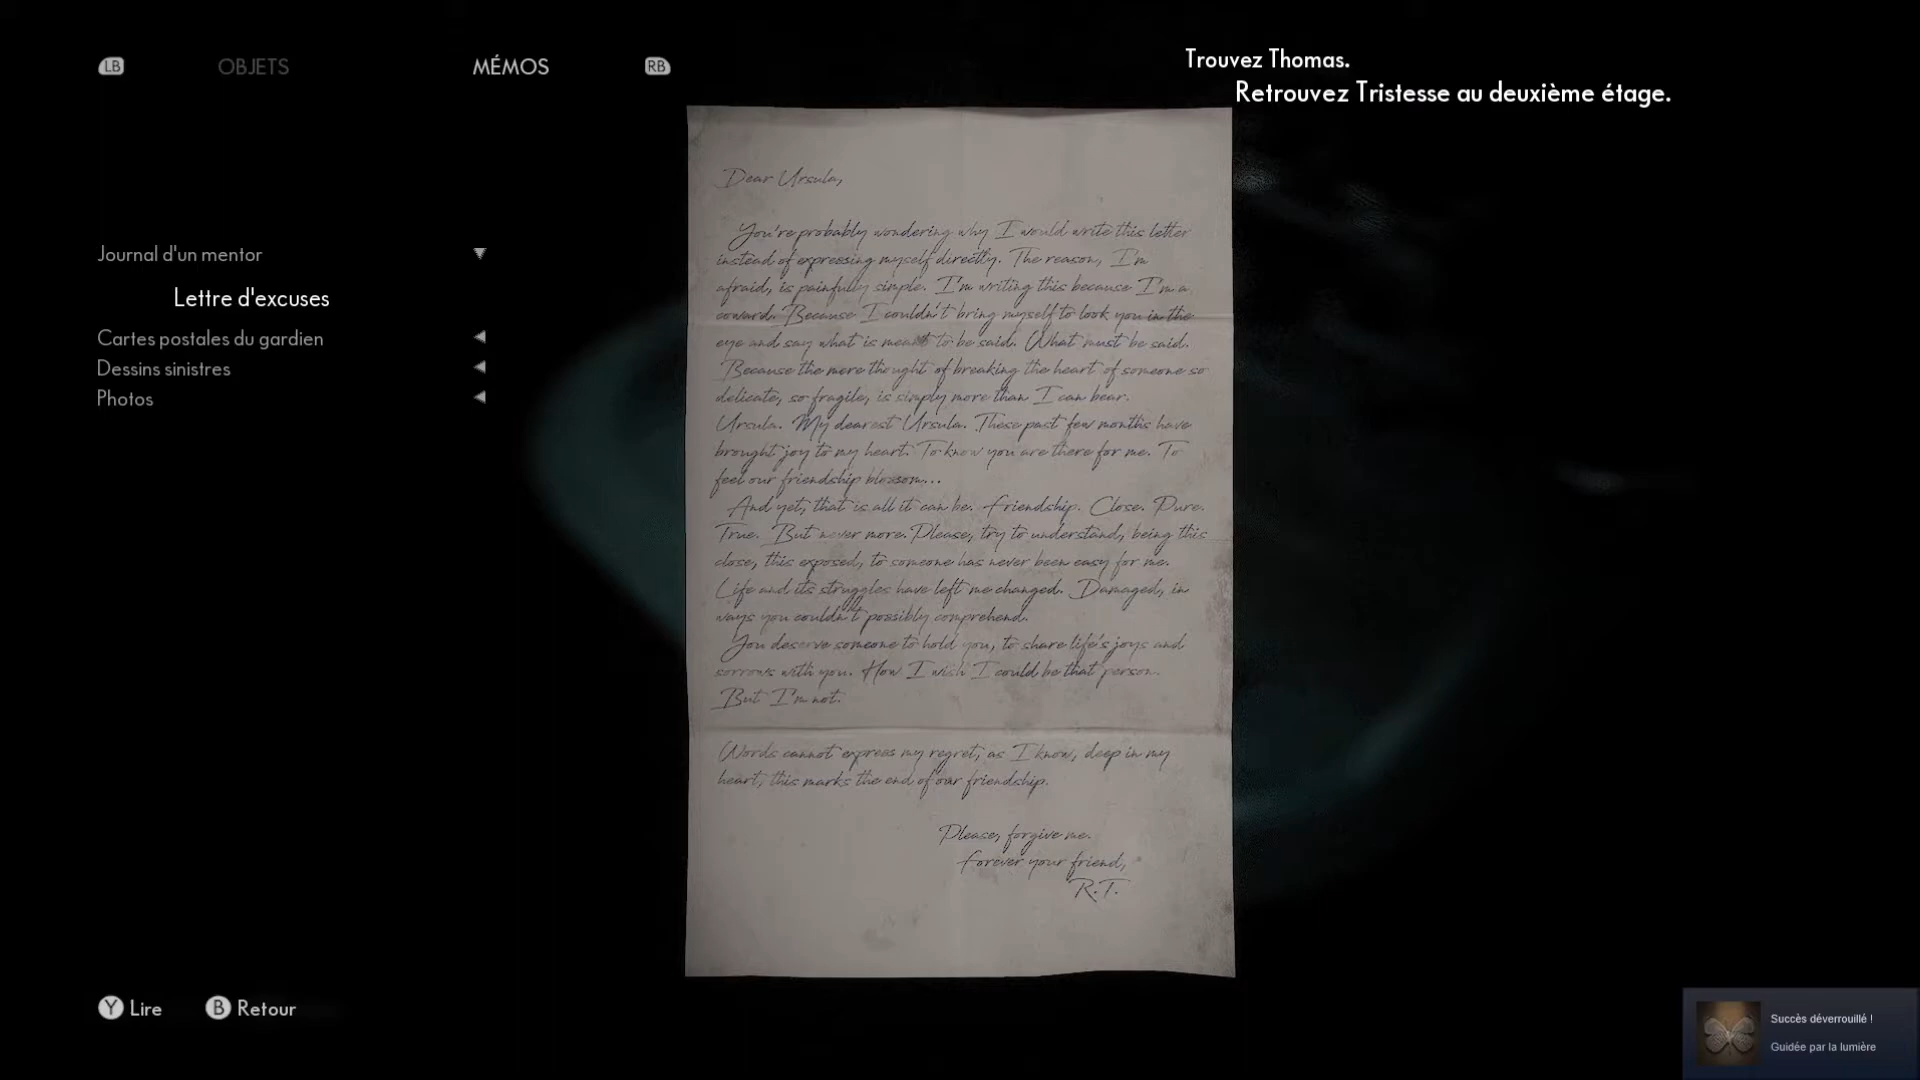 LB
OBJETS
MÉMOS
RB
Trouvez Thomas.
Retrouvez Tristesse au deuxième étage.
Journal d'un mentor
Lettre d'excuses
Cartes postales du gardien
Dessins sinistres
Photos
Dear Ursula,
You're probably wondering why I would write this letter
instead of expressing myself directly. The reason, I'm
afraid, is painfully simple. I'm writing this because I'm a
coward. Because I couldn't bring myself to look you in the
eye and say what is meant to be said. What must be said.
Because the mere thought of breaking the heart of someone so
delicate, so fragile, is simply more than I can bear.
Ursula. My dearest Ursula. These past few months have
brought joy to my heart. To know you are there for me. To
feel our friendship blossom...
And yet, that is all it can be. Friendship. Close. Pure.
True. But never more. Please, try to understand, being this
close, this exposed, to someone has never been easy for me.
Life and its struggles have left me changed. Damaged, in
ways you couldn't possibly comprehend.
You deserve someone to hold you, to share life's joys and
sorrows with you. How I wish I could be that person.
But I'm not.
Words cannot express my regret, as I know, deep in my
heart, this marks the end of our friendship.
Please, forgive me.
Forever your friend,
R.T.
Y Lire
B Retour
Succès déverrouillé !
Guidée par la lumière